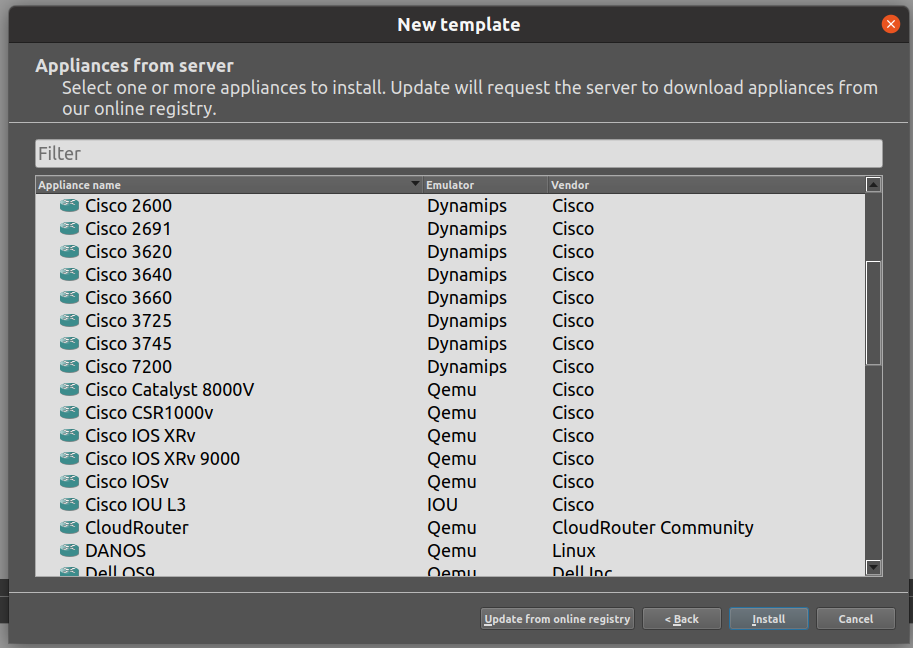 New template
Appliances from server
Select one or more appliances to install. Update will request the server to download appliances from
our online registry.
Filter
Appliance name Emulator Vendor
Cisco 2600 Dynamips Cisco
Cisco 2691 Dynamips Cisco
Cisco 3620 Dynamips Cisco
Cisco 3640 Dynamips Cisco
Cisco 3660 Dynamips Cisco
Cisco 3725 Dynamips Cisco
Cisco 3745 Dynamips Cisco
Cisco 7200 Dynamips Cisco
Cisco Catalyst 8000V Qemu Cisco
Cisco CSR1000v Qemu Cisco
Cisco IOS XRv Qemu Cisco
Cisco IOS XRv 9000 Qemu Cisco
Cisco IOSv Qemu Cisco
Cisco IOU L3 IOU Cisco
CloudRouter Qemu CloudRouter Community
DANOS Qemu Linux
Dell OS9 Qemu Dell Inc
Update from online registry < Back Install Cancel